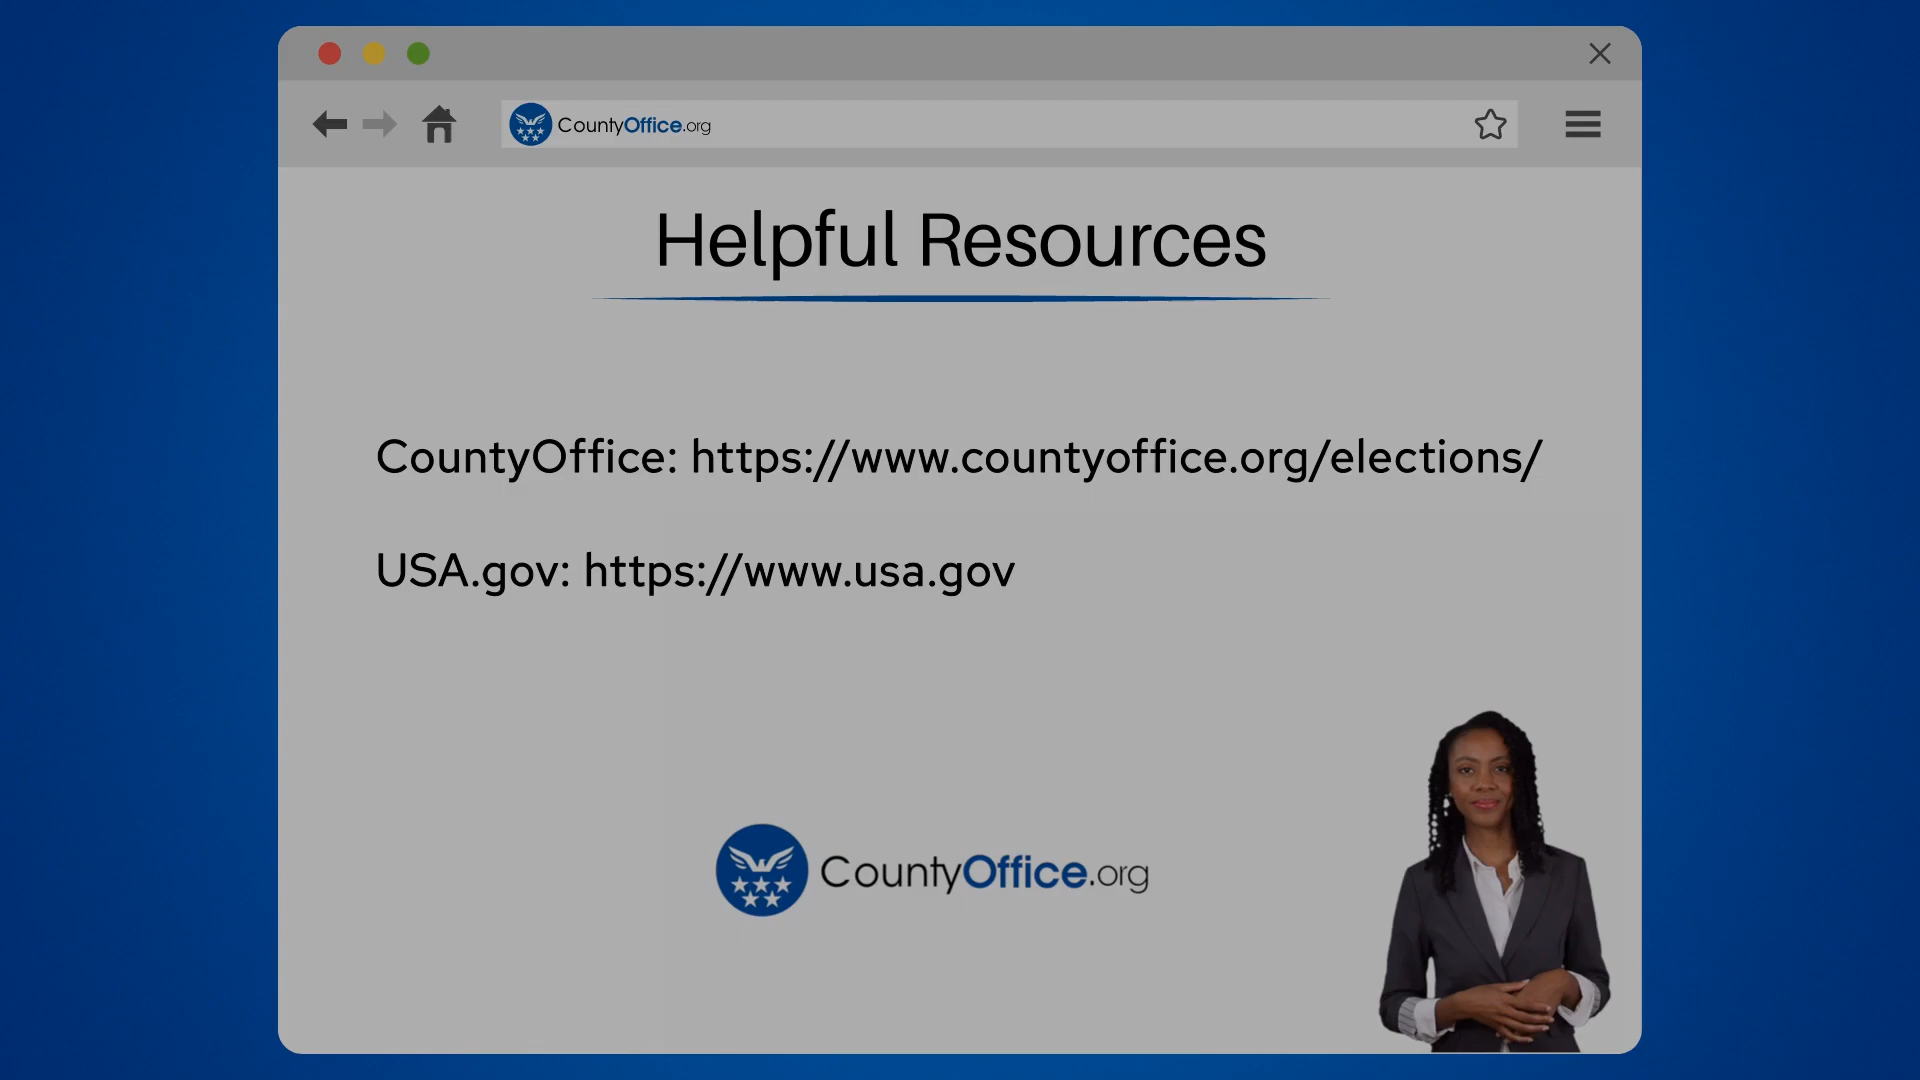 CountyOffice.org
Helpful Resources
CountyOffice: https://www.countyoffice.org/elections/
USA.gov: https://www.usa.gov
CountyOffice.org